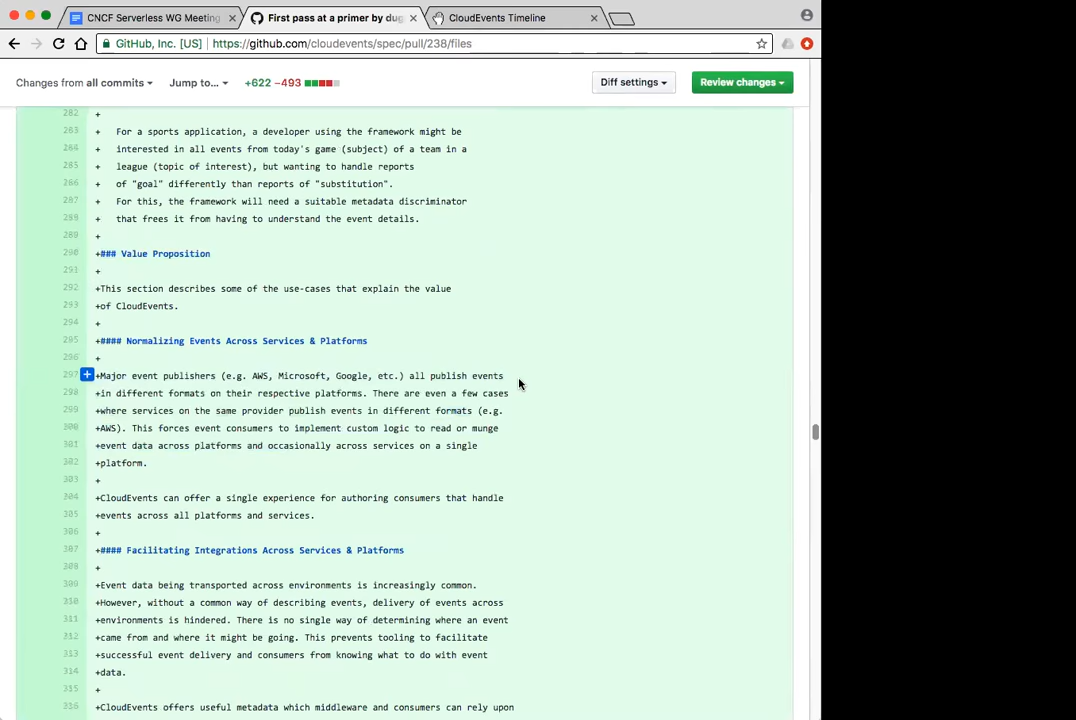 CNCF Serverless WG Meeting
First pass at a primer by dug
CloudEvents Timeline
GitHub, Inc. [US] https://github.com/cloudevents/spec/pull/238/files
Changes from all commits Jump to... +622 −493 Diff settings Review changes
282 +
283 + For a sports application, a developer using the framework might be
284 + interested in all events from today's game (subject) of a team in a
285 + league (topic of interest), but wanting to handle reports
286 + of "goal" differently than reports of "substitution".
287 + For this, the framework will need a suitable metadata discriminator
288 + that frees it from having to understand the event details.
289 +
290 +### Value Proposition
291 +
292 +This section describes some of the use-cases that explain the value
293 +of CloudEvents.
294 +
295 +#### Normalizing Events Across Services & Platforms
296 +
297 +Major event publishers (e.g. AWS, Microsoft, Google, etc.) all publish events
298 +in different formats on their respective platforms. There are even a few cases
299 +where services on the same provider publish events in different formats (e.g.
300 +AWS). This forces event consumers to implement custom logic to read or munge
301 +event data across platforms and occasionally across services on a single
302 +platform.
303 +
304 +CloudEvents can offer a single experience for authoring consumers that handle
305 +events across all platforms and services.
306 +
307 +#### Facilitating Integrations Across Services & Platforms
308 +
309 +Event data being transported across environments is increasingly common.
310 +However, without a common way of describing events, delivery of events across
311 +environments is hindered. There is no single way of determining where an event
312 +came from and where it might be going. This prevents tooling to facilitate
313 +successful event delivery and consumers from knowing what to do with event
314 +data.
315 +
316 +CloudEvents offers useful metadata which middleware and consumers can rely upon